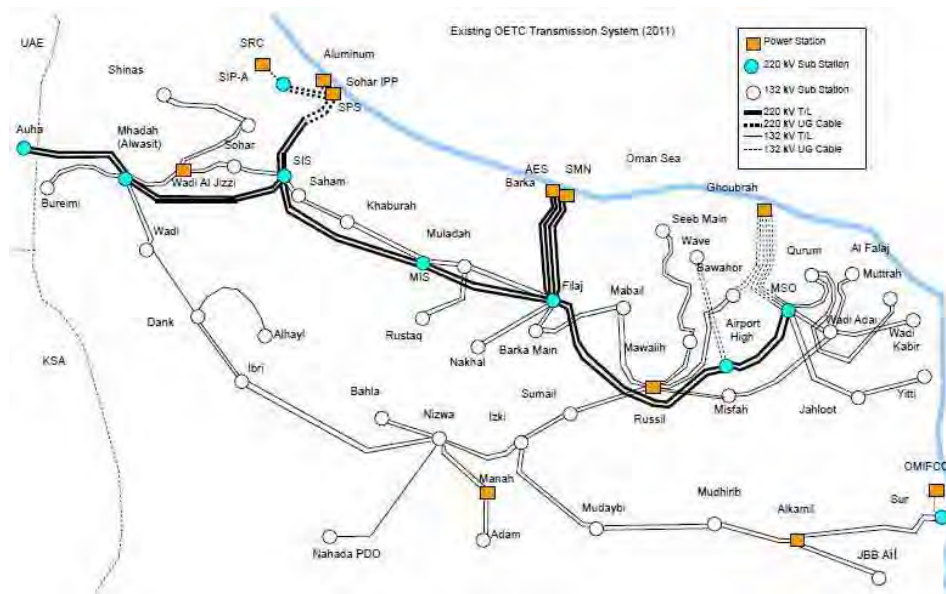 Existing OETC Transmission System (2011)
Power Station
220 kV Sub Station
132 kV Sub Station
220 kV T/L
220 kV UG Cable
132 kV T/L
132 kV UG Cable
UAE
SRC
Aluminum
Shinas
SIP-A
Sohar IPP
SPS
Auha
Mhadah
(Alwasit)
Sohar
SIS
Wadi Al Jizzi
Bureimi
Saham
Khaburah
Muladah
MIS
Wadi
AES
SMN
Barka
Oman Sea
Ghoubrah
Seeb Main
Wave
Bawahor
Qurum
Al Falaj
Muttrah
MSO
Filaj
Mabail
Airport
High
Wadi Adai
Wadi
Kabir
Rustaq
Nakhal
Barka Main
Mawalih
Dank
Alhayl
KSA
Ibri
Bahla
Nizwa
Izki
Sumail
Russil
Misfah
Jahloot
Yitti
Manah
OMIFCO
Sur
Mudaybi
Mudhirib
Alkamil
Nahada PDO
Adam
JBB Ail